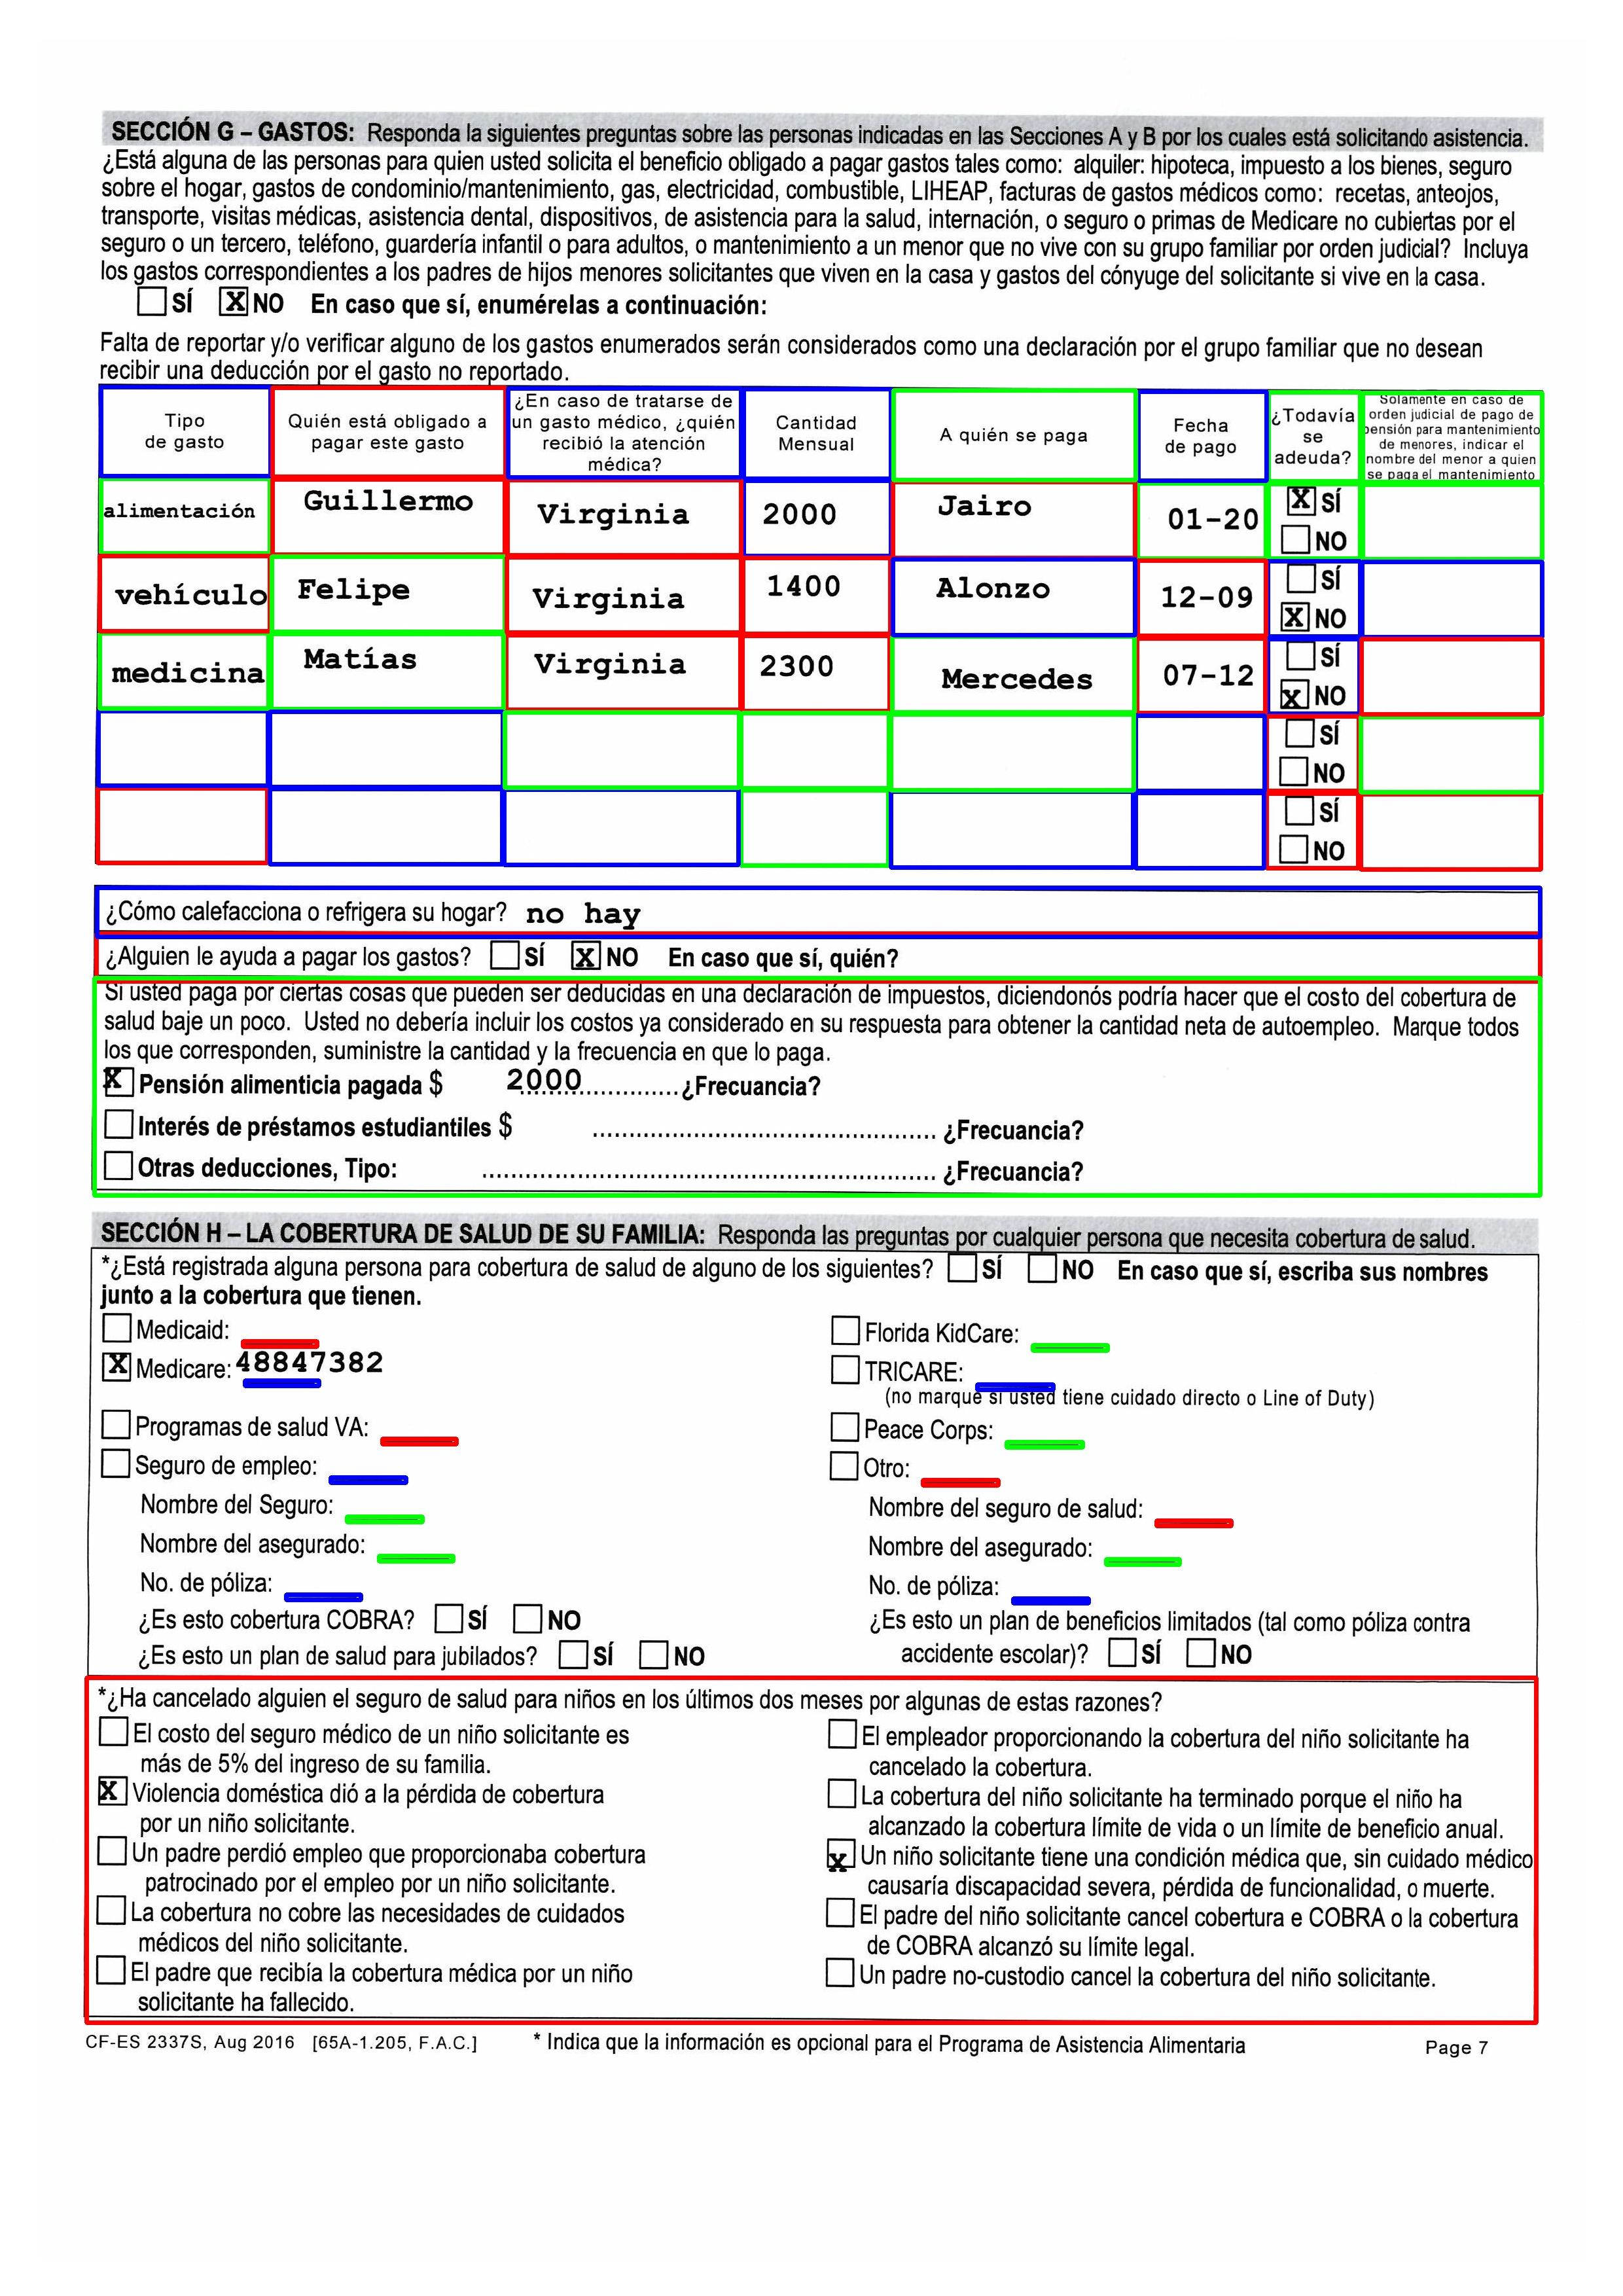 SECCIÓN G – GASTOS: Responda la siguientes preguntas sobre las personas indicadas en las Secciones A y B por los cuales está solicitando asistencia.
¿Está alguna de las personas para quien usted solicita el beneficio obligado a pagar gastos tales como: alquiler: hipoteca, impuesto a los bienes, seguro
sobre el hogar, gastos de condominio/mantenimiento, gas, electricidad, combustible, LIHEAP, facturas de gastos médicos como: recetas, anteojos,
transporte, visitas médicas, asistencia dental, dispositivos, de asistencia para la salud, internación, o seguro o primas de Medicare no cubiertas por el
seguro o un tercero, teléfono, guardería infantil o para adultos, o mantenimiento a un menor que no vive con su grupo familiar por orden judicial? Incluya
los gastos correspondientes a los padres de hijos menores solicitantes que viven en la casa y gastos del cónyuge del solicitante si vive en la casa.
SÍ X NO En caso que sí, enumérelas a continuación:
Falta de reportar y/o verificar alguno de los gastos enumerados serán considerados como una declaración por el grupo familiar que no desean
recibir una deducción por el gasto no reportado.
Tipo
de gasto
Quién está obligado a
pagar este gasto
¿En caso de tratarse de
un gasto médico, ¿quién
recibió la atención
médica?
Cantidad
Mensual
A quién se paga
Fecha
de pago
¿Todavía
se
adeuda?
Solamente en caso de
orden judicial de pago de
pensión para mantenimiento
de menores, indicar el
nombre del menor a quien
se paga el mantenimiento
alimentación Guillermo Virginia 2000 Jairo 01-20 X SÍ
NO
vehículo Felipe Virginia 1400 Alonzo 12-09 SÍ
X NO
medicina Matías Virginia 2300 Mercedes 07-12 SÍ
x NO
SÍ
NO
SÍ
NO
¿Cómo calefacciona o refrigera su hogar? no hay
¿Alguien le ayuda a pagar los gastos? SÍ X NO En caso que sí, quién?
Si usted paga por ciertas cosas que pueden ser deducidas en una declaración de impuestos, diciendonós podría hacer que el costo del cobertura de
salud baje un poco. Usted no debería incluir los costos ya considerado en su respuesta para obtener la cantidad neta de autoempleo. Marque todos
los que corresponden, suministre la cantidad y la frecuencia en que lo paga.
X Pensión alimenticia pagada $ 2000 ...................... ¿Frecuancia?
Interés de préstamos estudiantiles $ ............................................... ¿Frecuancia?
Otras deducciones, Tipo: .............................................................. ¿Frecuancia?
SECCIÓN H – LA COBERTURA DE SALUD DE SU FAMILIA: Responda las preguntas por cualquier persona que necesita cobertura de salud.
*¿Está registrada alguna persona para cobertura de salud de alguno de los siguientes? SÍ NO En caso que sí, escriba sus nombres
junto a la cobertura que tienen.
Medicaid:
X Medicare: 48847382
Programas de salud VA:
Seguro de empleo:
Nombre del Seguro:
Nombre del asegurado:
No. de póliza:
¿Es esto cobertura COBRA? SÍ NO
¿Es esto un plan de salud para jubilados? SÍ NO
Florida KidCare:
TRICARE:
(no marque si usted tiene cuidado directo o Line of Duty)
Peace Corps:
Otro:
Nombre del seguro de salud:
Nombre del asegurado:
No. de póliza:
¿Es esto un plan de beneficios limitados (tal como póliza contra
accidente escolar)? SÍ NO
*¿Ha cancelado alguien el seguro de salud para niños en los últimos dos meses por algunas de estas razones?
El costo del seguro médico de un niño solicitante es
más de 5% del ingreso de su familia.
X Violencia doméstica dió a la pérdida de cobertura
por un niño solicitante.
Un padre perdió empleo que proporcionaba cobertura
patrocinado por el empleo por un niño solicitante.
La cobertura no cobre las necesidades de cuidados
médicos del niño solicitante.
El padre que recibía la cobertura médica por un niño
solicitante ha fallecido.
El empleador proporcionando la cobertura del niño solicitante ha
cancelado la cobertura.
La cobertura del niño solicitante ha terminado porque el niño ha
alcanzado la cobertura límite de vida o un límite de beneficio anual.
x Un niño solicitante tiene una condición médica que, sin cuidado médico
causaría discapacidad severa, pérdida de funcionalidad, o muerte.
El padre del niño solicitante cancel cobertura e COBRA o la cobertura
de COBRA alcanzó su límite legal.
Un padre no-custodio cancel la cobertura del niño solicitante.
CF-ES 2337S, Aug 2016 [65A-1.205, F.A.C.] * Indica que la información es opcional para el Programa de Asistencia Alimentaria Page 7